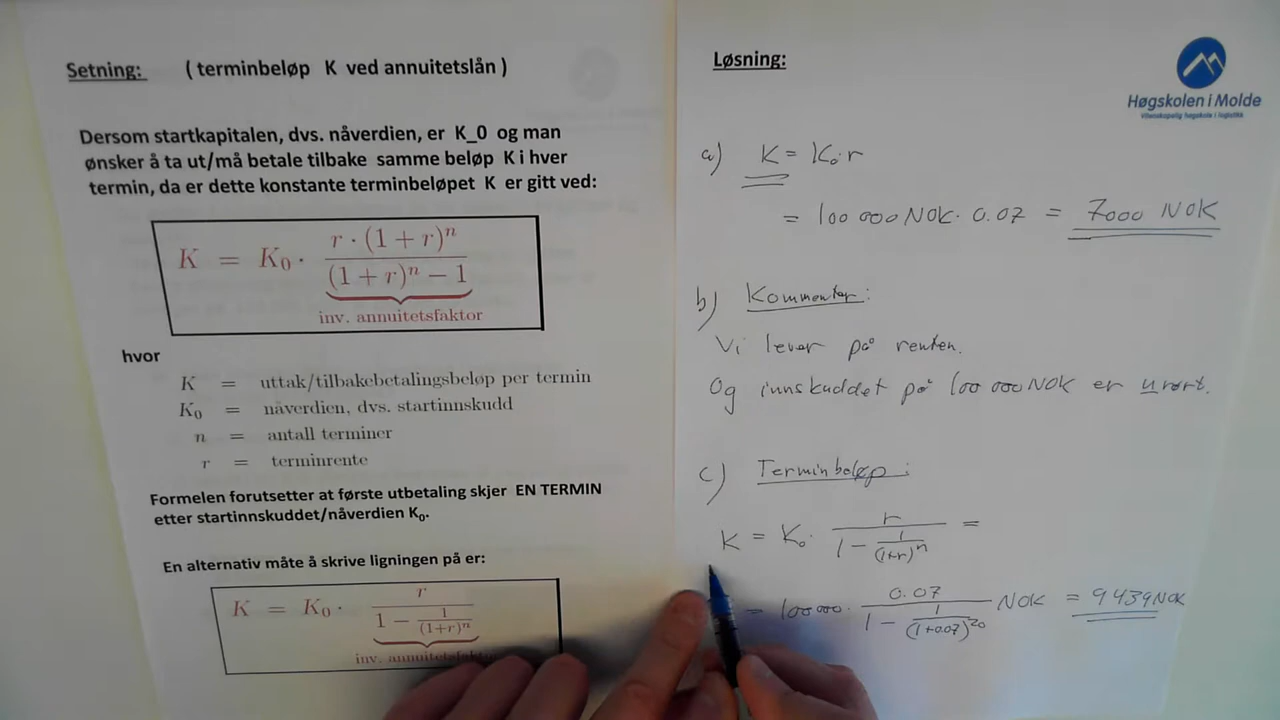 Setning: ( terminbeløp K ved annuitetslån )
Dersom startkapitalen, dvs. nåverdien, er K_0 og man
ønsker å ta ut/må betale tilbake samme beløp K i hver
termin, da er dette konstante terminbeløpet K er gitt ved:
K = K₀ · r · (1 + r)ⁿ / (1 + r)ⁿ − 1
inv. annuitetsfaktor
hvor
K = uttak/tilbakebetalingsbeløp per termin
K₀ = nåverdien, dvs. startinnskudd
n = antall terminer
r = terminrente
Formelen forutsetter at første utbetaling skjer EN TERMIN
etter startinnskuddet/nåverdien K₀.
En alternativ måte å skrive ligningen på er:
K = K₀ · r / 1 − 1/(1+r)ⁿ
inv.
Løsning:
Høgskolen i Molde
Vitenskapelig høgskole i logistikk
a) K = K₀·r
= 100 000 NOK · 0.07 = 7000 NOK
b) Kommentar:
Vi lever på renten.
Og innskuddet på 100 000 NOK er urørt.
c) Terminbeløp:
K = K₀ · r / 1 − 1/(1+r)ⁿ =
= 100 000 · 0.07 / 1 − 1/(1+0.07)²⁰ NOK = 9439 NOK